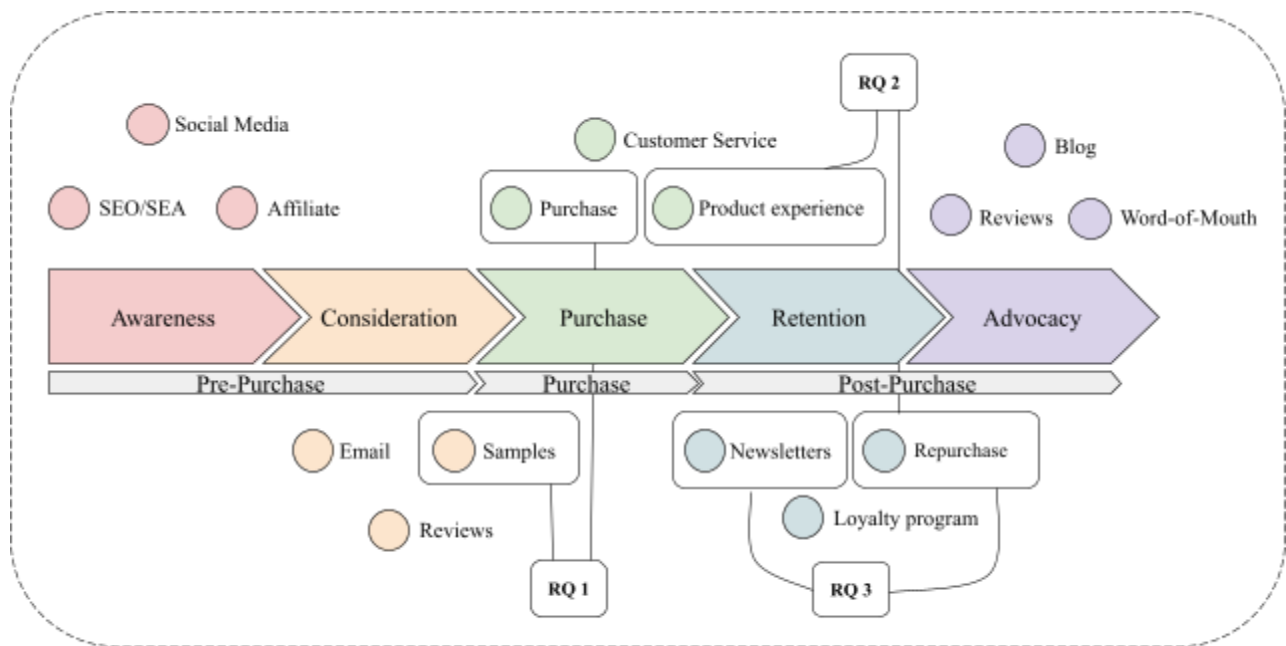 RQ 2
Social Media
Customer Service
Blog
SEO/SEA
Affiliate
Purchase
Product experience
Reviews
Word-of-Mouth
Awareness
Consideration
Purchase
Retention
Advocacy
Pre-Purchase
Purchase
Post-Purchase
Email
Samples
Newsletters
Repurchase
Reviews
Loyalty program
RQ 1
RQ 3